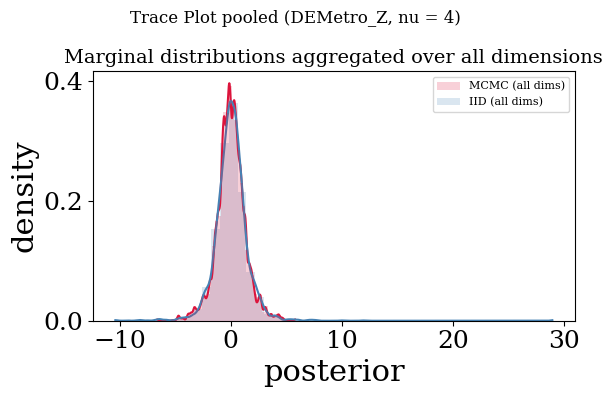 Trace Plot pooled (DEMetro_Z, nu = 4)
Marginal distributions aggregated over all dimensions
MCMC (all dims)
IID (all dims)
density
0.4
0.2
0.0
−10
0
10
20
30
posterior